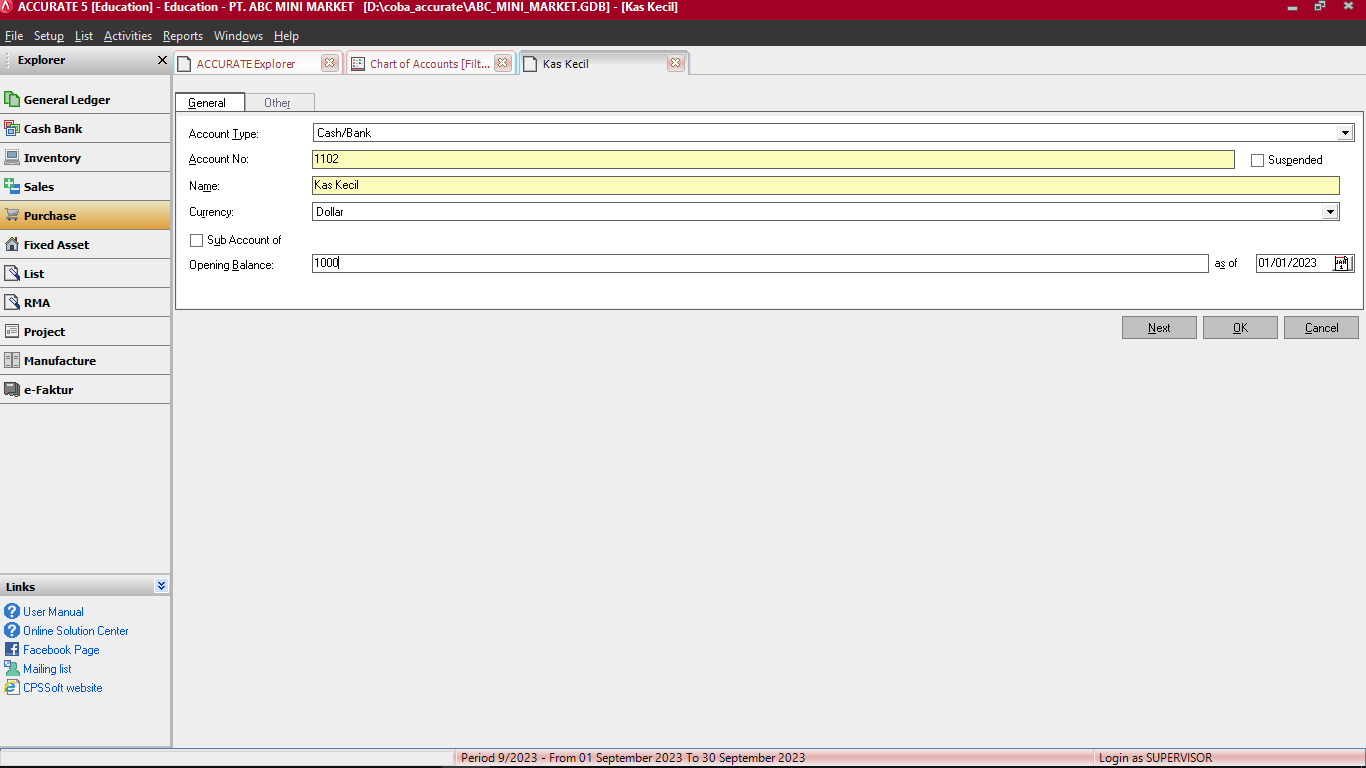 ACCURATE 5 [Education] - Education - PT. ABC MINI MARKET [D:\coba_accurate\ABC_MINI_MARKET.GDB] - [Kas Kecil]
File Setup List Activities Reports Windows Help
Explorer
ACCURATE Explorer
Chart of Accounts [Filt...
Kas Kecil
General Ledger
Cash Bank
Inventory
Sales
Purchase
Fixed Asset
List
RMA
Project
Manufacture
e-Faktur
General Other
Account Type: Cash/Bank
Account No: 1102 Suspended
Name: Kas Kecil
Currency: Dollar
Sub Account of
Opening Balance: 1000 as of 01/01/2023
Next OK Cancel
Links
User Manual
Online Solution Center
Facebook Page
Mailing list
CPSSoft website
Period 9/2023 - From 01 September 2023 To 30 September 2023 Login as SUPERVISOR